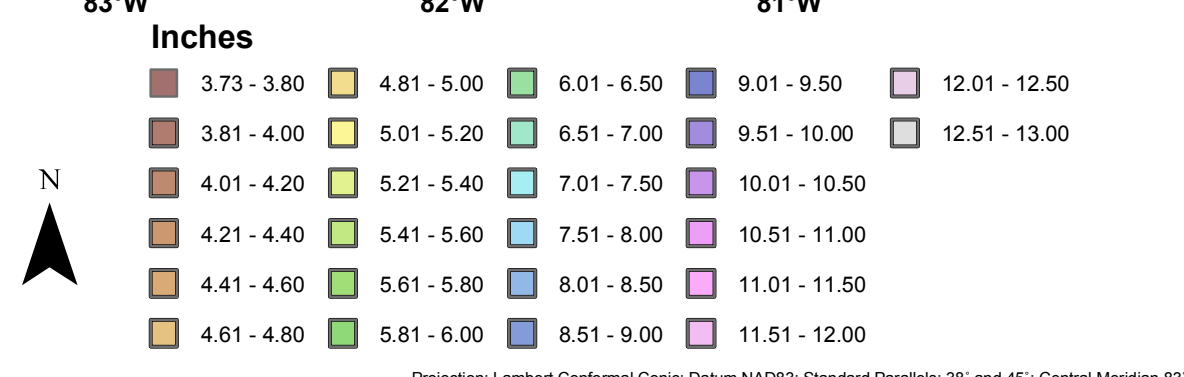 83°W 82°W 81°W
Inches
3.73 - 3.80 4.81 - 5.00 6.01 - 6.50 9.01 - 9.50 12.01 - 12.50
3.81 - 4.00 5.01 - 5.20 6.51 - 7.00 9.51 - 10.00 12.51 - 13.00
N
4.01 - 4.20 5.21 - 5.40 7.01 - 7.50 10.01 - 10.50
4.21 - 4.40 5.41 - 5.60 7.51 - 8.00 10.51 - 11.00
4.41 - 4.60 5.61 - 5.80 8.01 - 8.50 11.01 - 11.50
4.61 - 4.80 5.81 - 6.00 8.51 - 9.00 11.51 - 12.00
Projection: Lambert Conformal Conic; Datum NAD83; Standard Parallels: 38° and 45°; Central Meridian 83